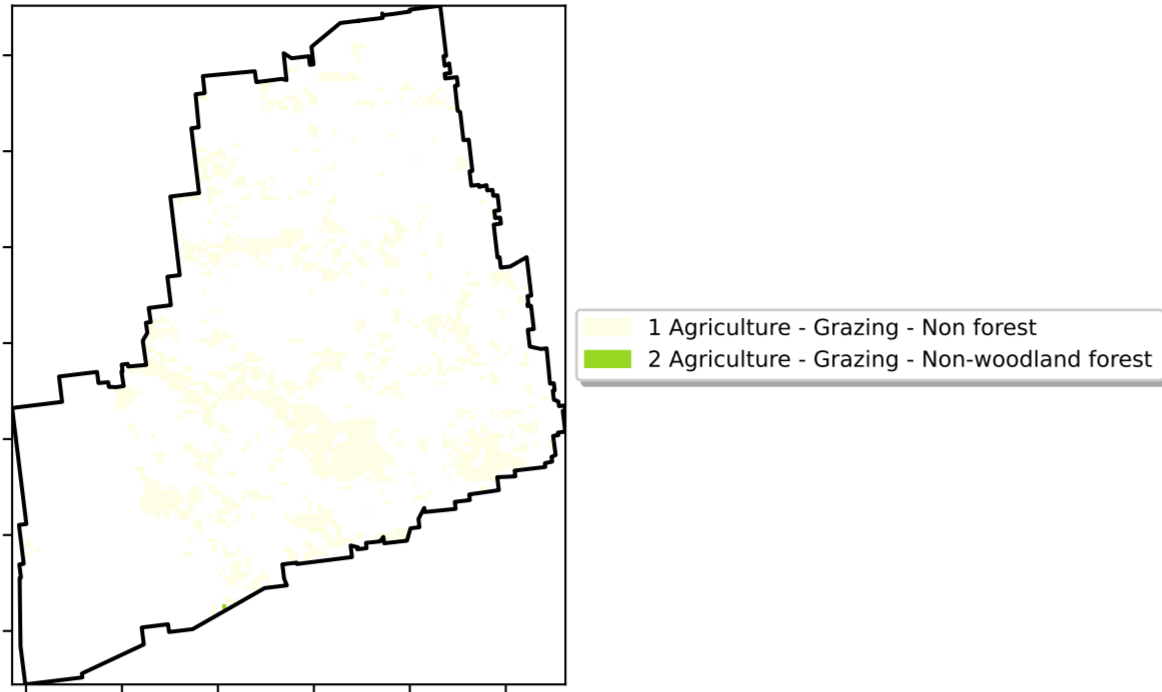 1 Agriculture - Grazing - Non forest
2 Agriculture - Grazing - Non-woodland forest